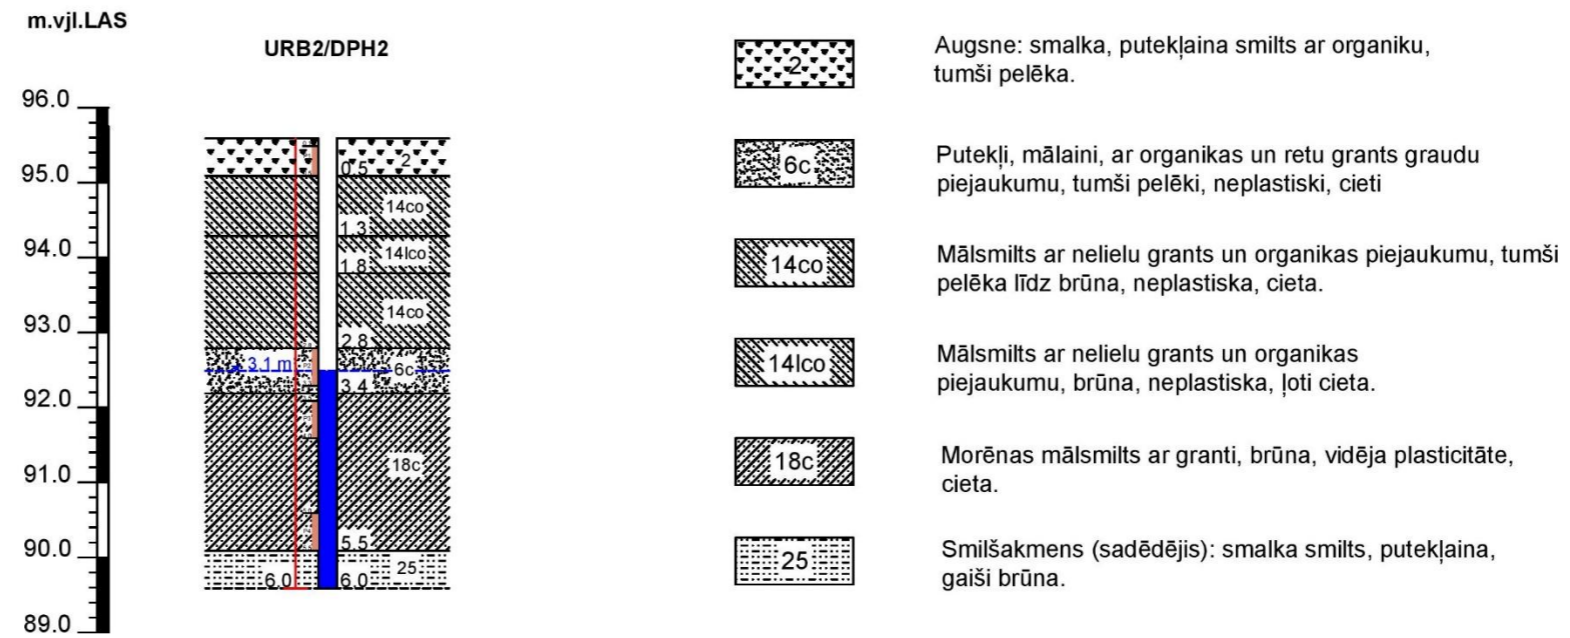 m.vjl.LAS
URB2/DPH2
96.0
95.0
94.0
93.0
92.0
91.0
90.0
89.0
2
0.5
14co
1.3
14lco
1.8
14co
2.8
3.1 m
6c
3.4
18c
5.5
25
6.0
6.0
2
Augsne: smalka, putekļaina smilts ar organiku,
tumši pelēka.
6c
Putekļi, mālaini, ar organikas un retu grants graudu
piejaukumu, tumši pelēki, neplastiski, cieti
14co
Mālsmilts ar nelielu grants un organikas piejaukumu, tumši
pelēka līdz brūna, neplastiska, cieta.
14lco
Mālsmilts ar nelielu grants un organikas
piejaukumu, brūna, neplastiska, ļoti cieta.
18c
Morēnas mālsmilts ar granti, brūna, vidēja plasticitāte,
cieta.
25
Smilšakmens (sadēdējis): smalka smilts, putekļaina,
gaiši brūna.